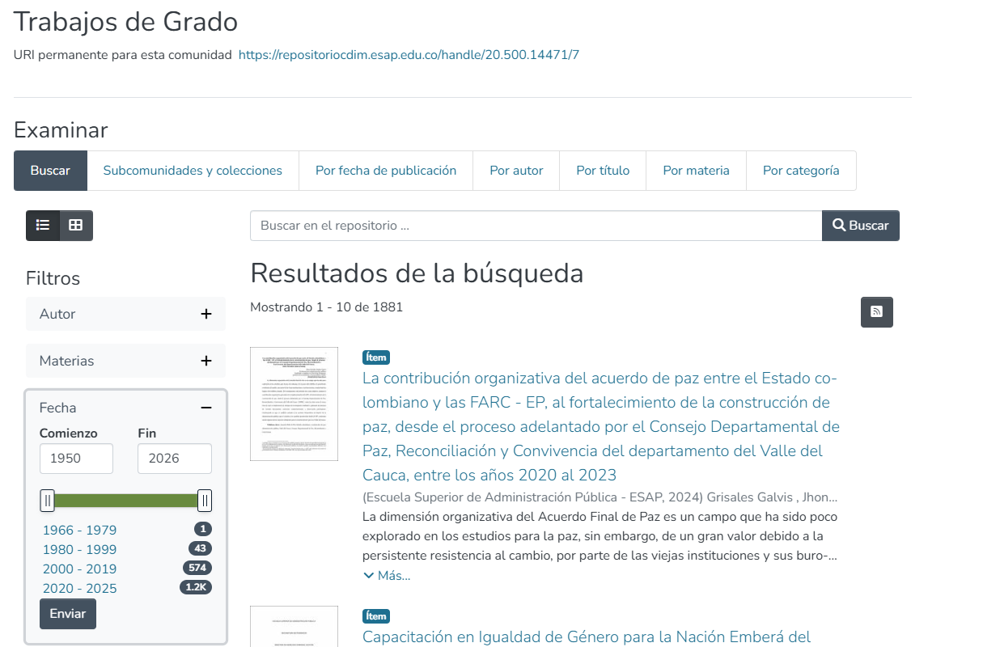 Trabajos de Grado
URI permanente para esta comunidad https://repositoriocdim.esap.edu.co/handle/20.500.14471/7
Examinar
Buscar
Subcomunidades y colecciones
Por fecha de publicación
Por autor
Por título
Por materia
Por categoría
Buscar en el repositorio ...
Buscar
Filtros
Autor
Materias
Fecha
Comienzo Fin
1950 2026
1966 - 1979 1
1980 - 1999 43
2000 - 2019 574
2020 - 2025 1.2K
Enviar
Resultados de la búsqueda
Mostrando 1 - 10 de 1881
Ítem
La contribución organizativa del acuerdo de paz entre el Estado co-
lombiano y las FARC - EP, al fortalecimiento de la construcción de
paz, desde el proceso adelantado por el Consejo Departamental de
Paz, Reconciliación y Convivencia del departamento del Valle del
Cauca, entre los años 2020 al 2023
(Escuela Superior de Administración Pública - ESAP, 2024) Grisales Galvis , Jhon...
La dimensión organizativa del Acuerdo Final de Paz es un campo que ha sido poco
explorado en los estudios para la paz, sin embargo, de un gran valor debido a la
persistente resistencia al cambio, por parte de las viejas instituciones y sus buro-...
Más...
Ítem
Capacitación en Igualdad de Género para la Nación Emberá del